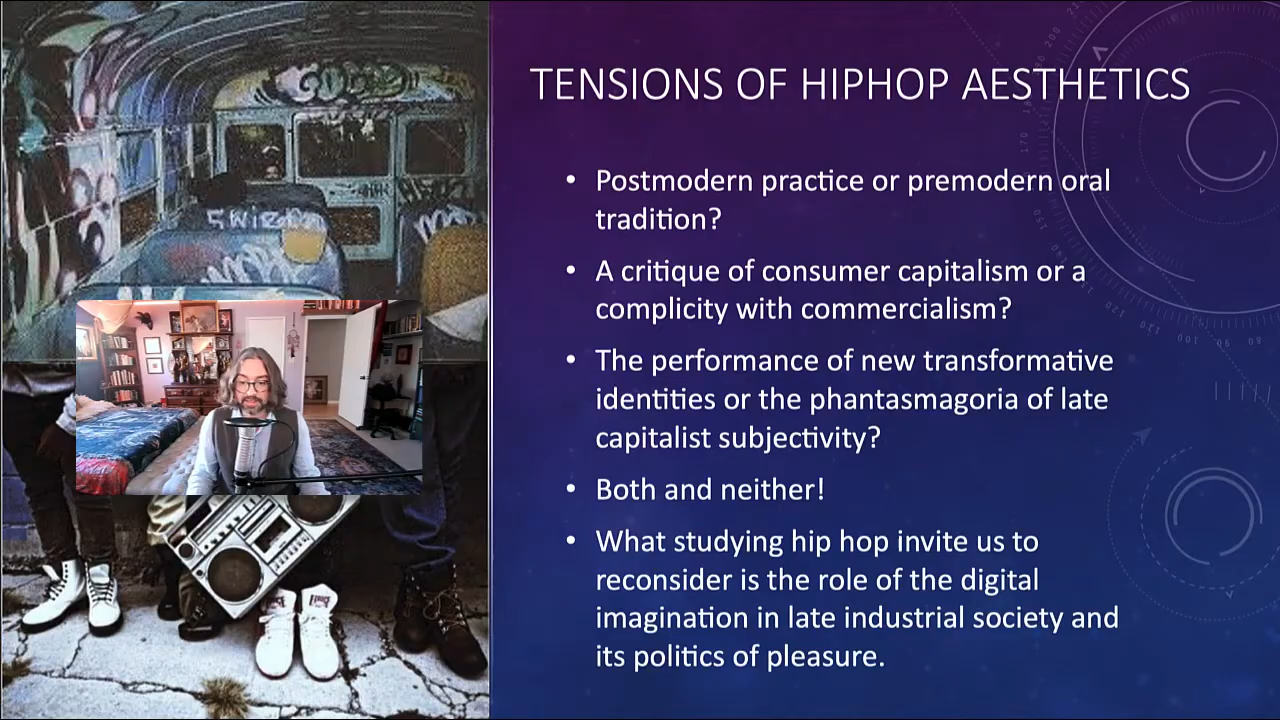 TENSIONS OF HIPHOP AESTHETICS
• Postmodern practice or premodern oral
tradition?
• A critique of consumer capitalism or a
complicity with commercialism?
• The performance of new transformative
identities or the phantasmagoria of late
capitalist subjectivity?
• Both and neither!
• What studying hip hop invite us to
reconsider is the role of the digital
imagination in late industrial society and
its politics of pleasure.